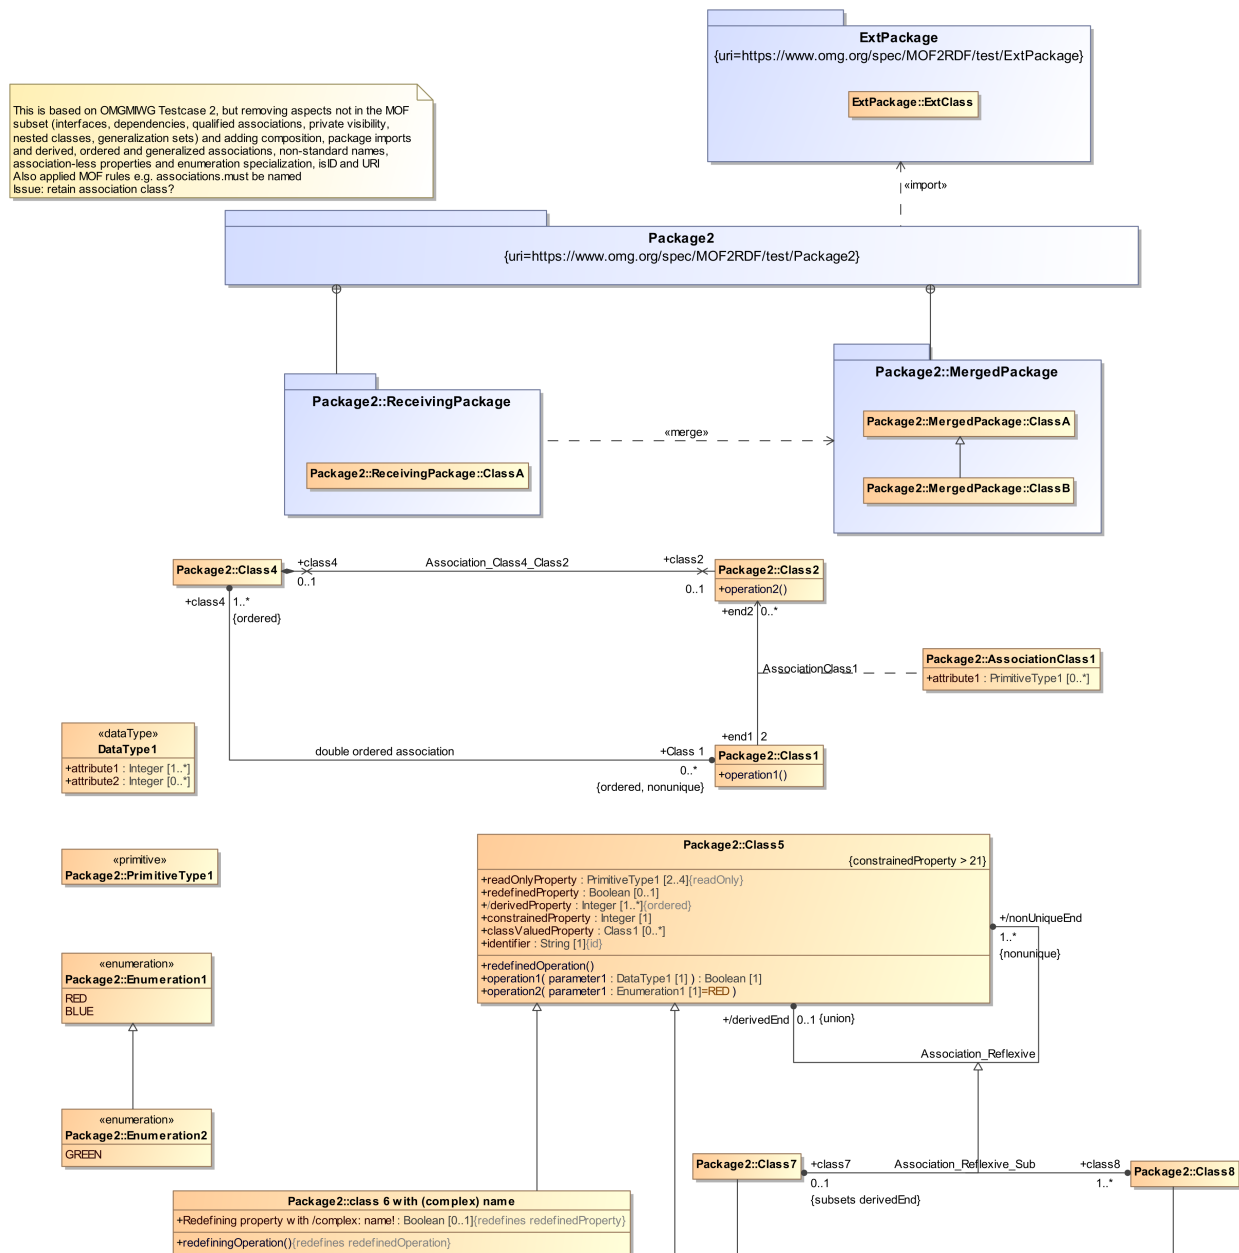 ExtPackage
{uri=https://www.omg.org/spec/MOF2RDF/test/ExtPackage}
ExtPackage::ExtClass
This is based on OMGMIWG Testcase 2, but removing aspects not in the MOF
subset (interfaces, dependencies, qualified associations, private visibility,
nested classes, generalization sets) and adding composition, package imports
and derived, ordered and generalized associations, non-standard names,
association-less properties and enumeration specialization, isID and URI
Also applied MOF rules e.g. associations.must be named
Issue: retain association class?
«import»
Package2
{uri=https://www.omg.org/spec/MOF2RDF/test/Package2}
Package2::ReceivingPackage
Package2::ReceivingPackage::ClassA
«merge»
Package2::MergedPackage
Package2::MergedPackage::ClassA
Package2::MergedPackage::ClassB
Package2::Class4
+class4
0..1
Association_Class4_Class2
+class2
0..1
Package2::Class2
+operation2()
+class4
1..*
{ordered}
+end2
0..*
AssociationClass1
Package2::AssociationClass1
+attribute1 : PrimitiveType1 [0..*]
«dataType»
DataType1
+attribute1 : Integer [1..*]
+attribute2 : Integer [0..*]
double ordered association
+Class 1
0..*
{ordered, nonunique}
+end1
2
Package2::Class1
+operation1()
«primitive»
Package2::PrimitiveType1
Package2::Class5
{constrainedProperty > 21}
+readOnlyProperty : PrimitiveType1 [2..4]{readOnly}
+redefinedProperty : Boolean [0..1]
+/derivedProperty : Integer [1..*]{ordered}
+constrainedProperty : Integer [1]
+classValuedProperty : Class1 [0..*]
+identifier : String [1]{id}
+redefinedOperation()
+operation1( parameter1 : DataType1 [1] ) : Boolean [1]
+operation2( parameter1 : Enumeration1 [1]=RED )
+/nonUniqueEnd
1..*
{nonunique}
+/derivedEnd
0..1
{union}
Association_Reflexive
«enumeration»
Package2::Enumeration1
RED
BLUE
«enumeration»
Package2::Enumeration2
GREEN
Package2::Class7
+class7
0..1
{subsets derivedEnd}
Association_Reflexive_Sub
+class8
1..*
Package2::Class8
Package2::class 6 with (complex) name
+Redefining property with /complex: name! : Boolean [0..1]{redefines redefinedProperty}
+redefiningOperation(){redefines redefinedOperation}